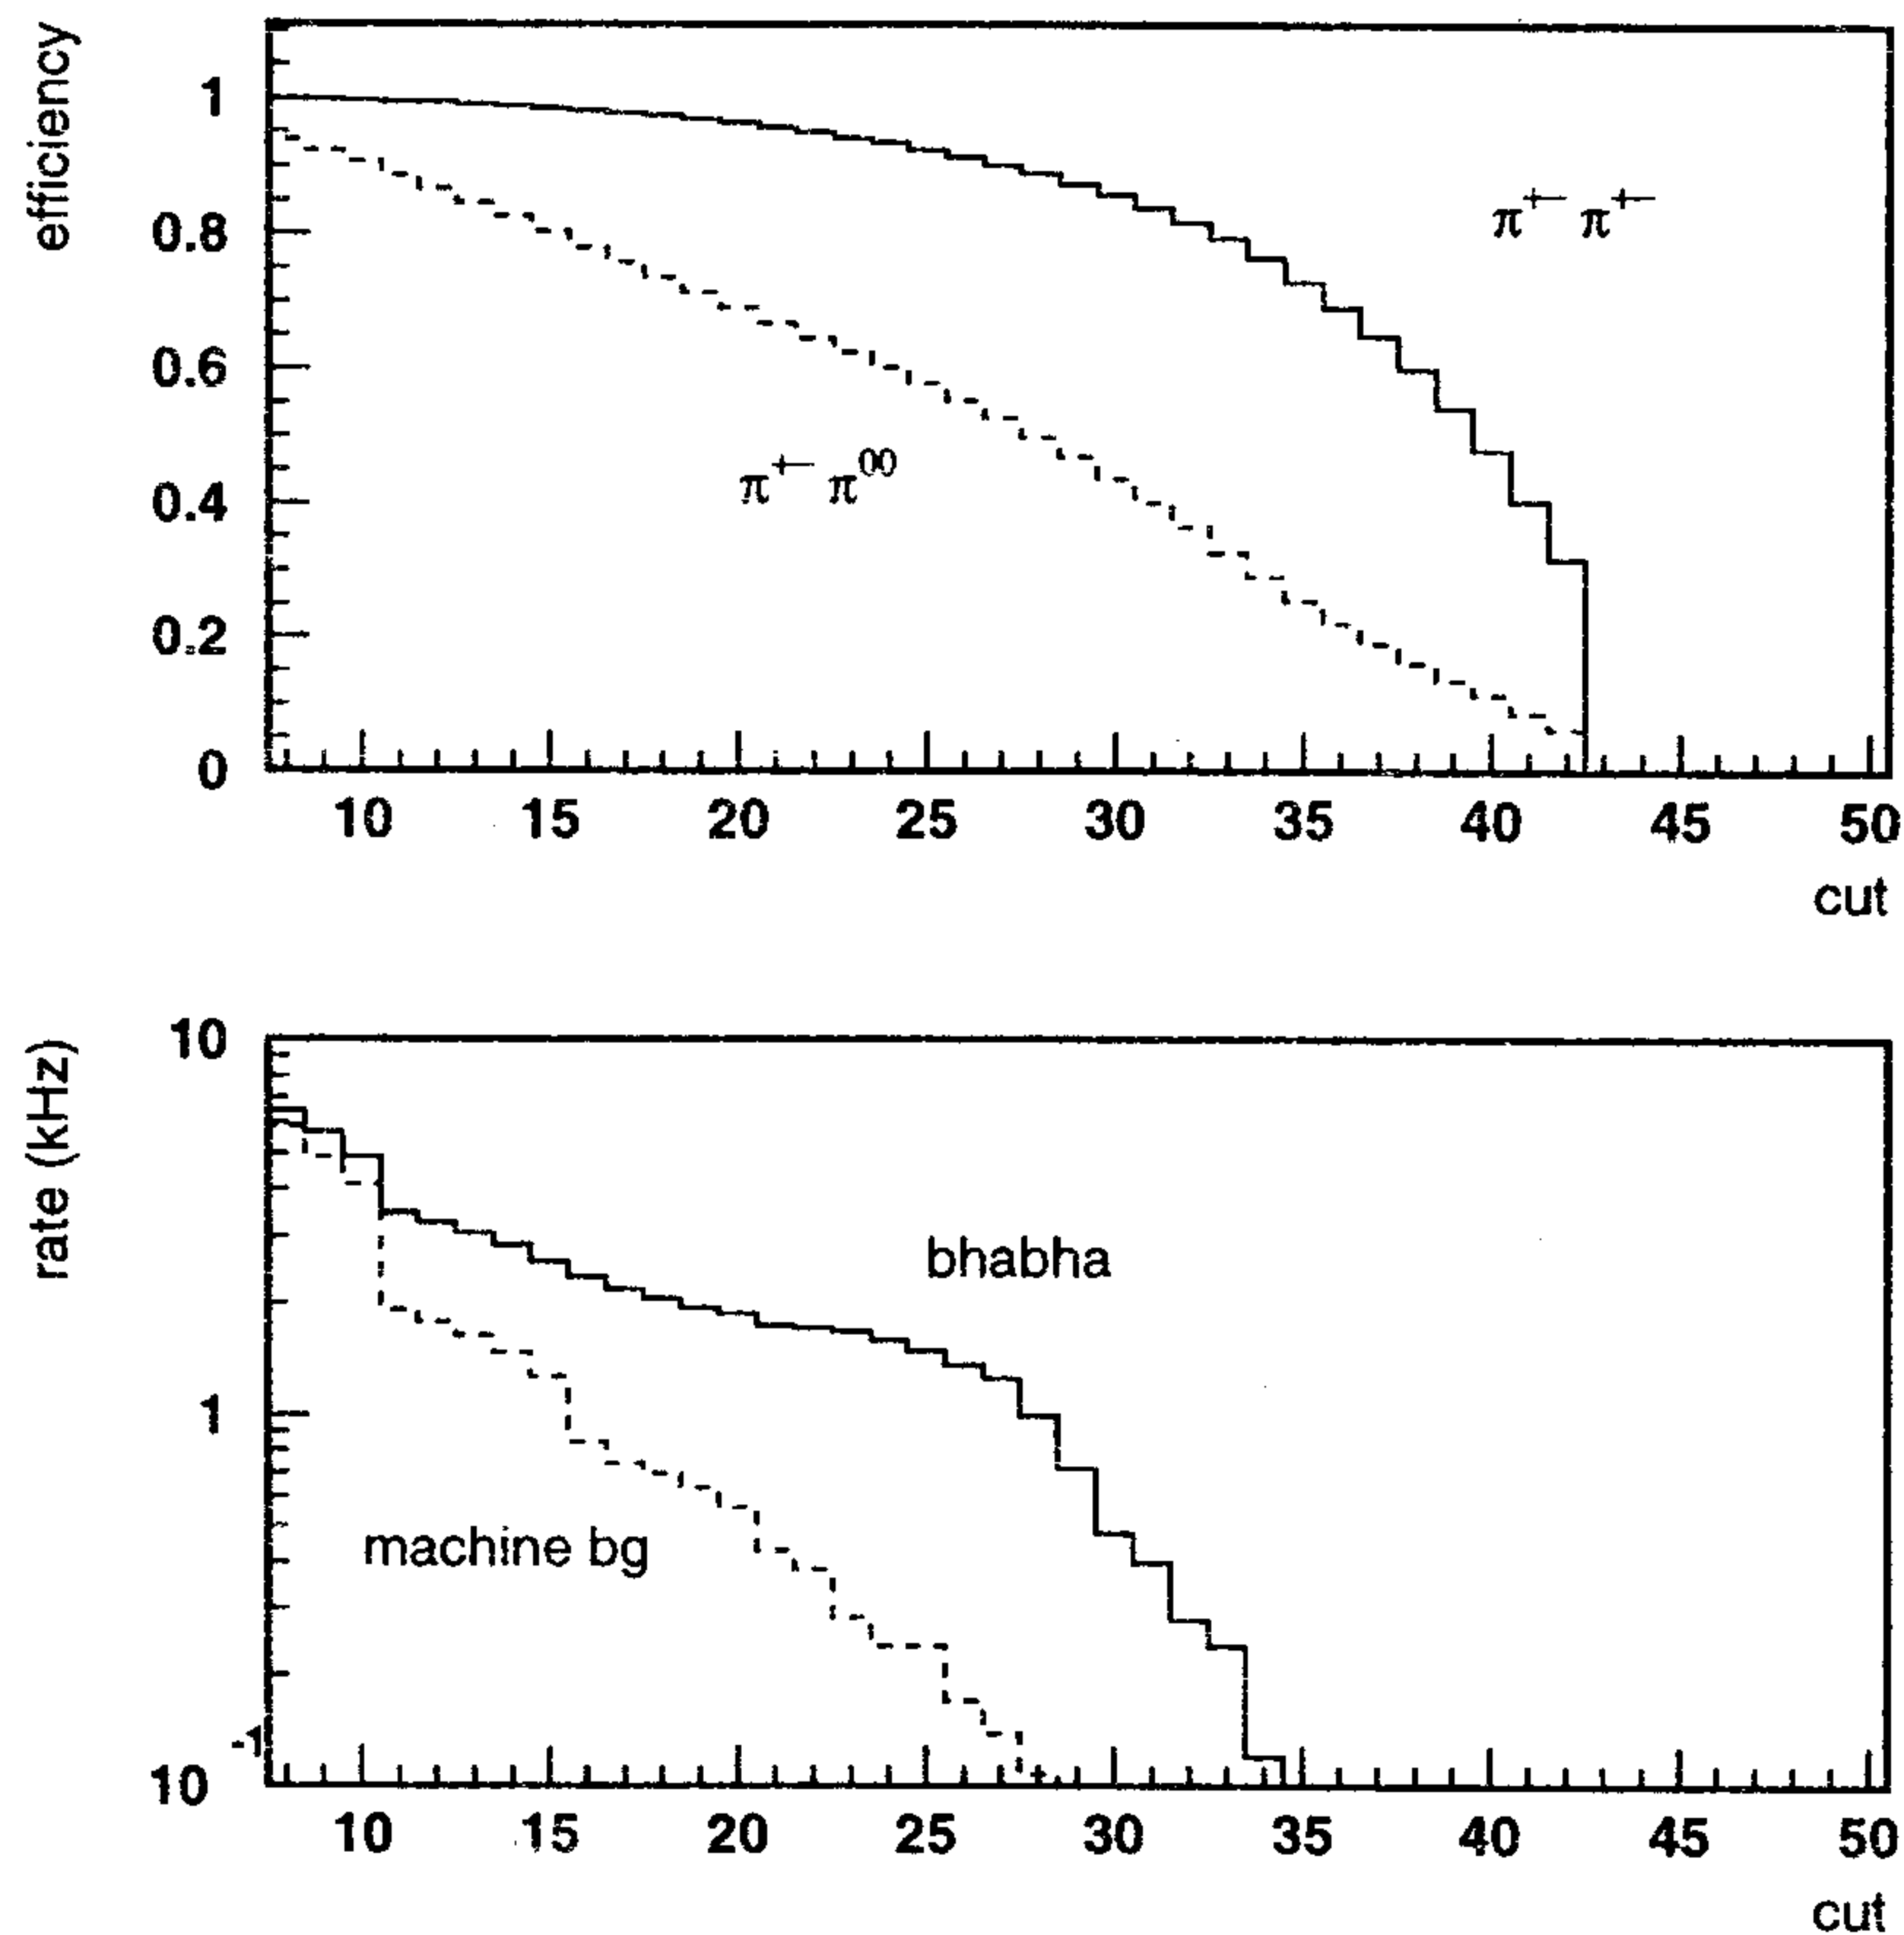 efficiency
1
0.8
0.6
0.4
0.2
0
π⁺⁻ π⁺⁻
π⁺⁻ π⁰⁰
10 15 20 25 30 35 40 45 50
cut
rate (kHz)
10
1
10⁻¹
bhabha
machine bg
10 15 20 25 30 35 40 45 50
cut